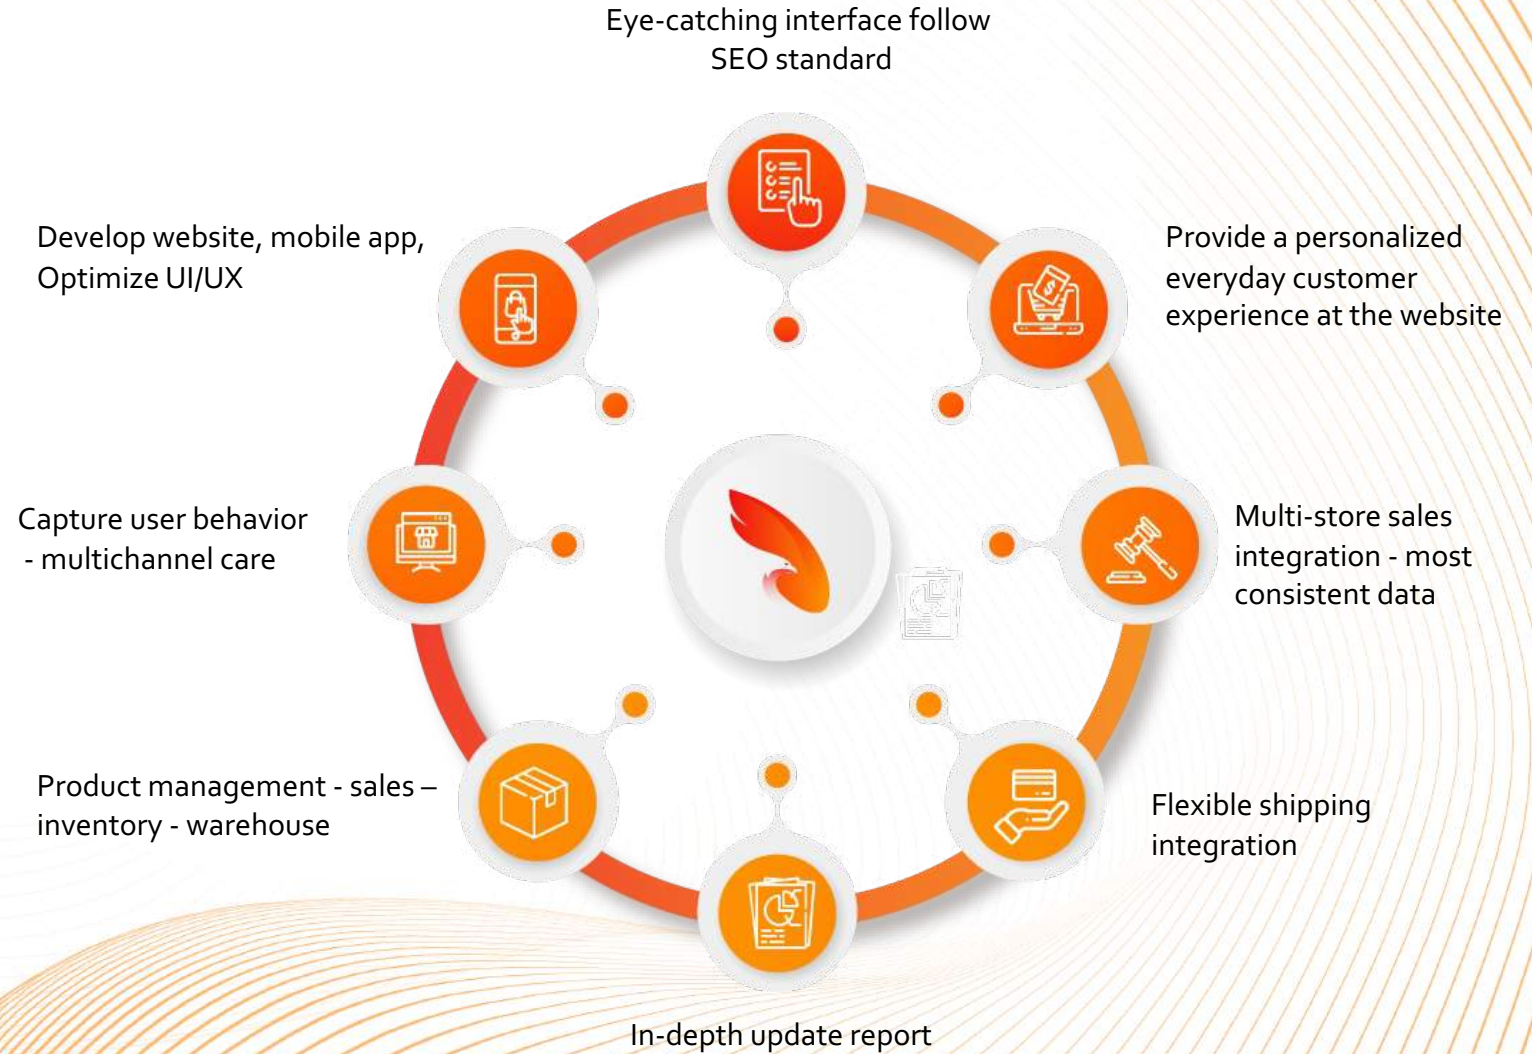 Eye-catching interface follow
SEO standard
Develop website, mobile app,
Optimize UI/UX
Provide a personalized
everyday customer
experience at the website
Capture user behavior
- multichannel care
Multi-store sales
integration - most
consistent data
Product management - sales –
inventory - warehouse
Flexible shipping
integration
In-depth update report